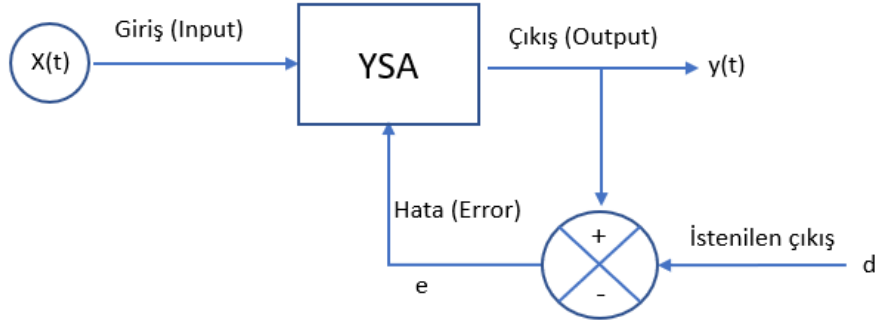 Giriş (Input)
X(t)
YSA
Çıkış (Output)
y(t)
Hata (Error)
+
-
İstenilen çıkış
d
e